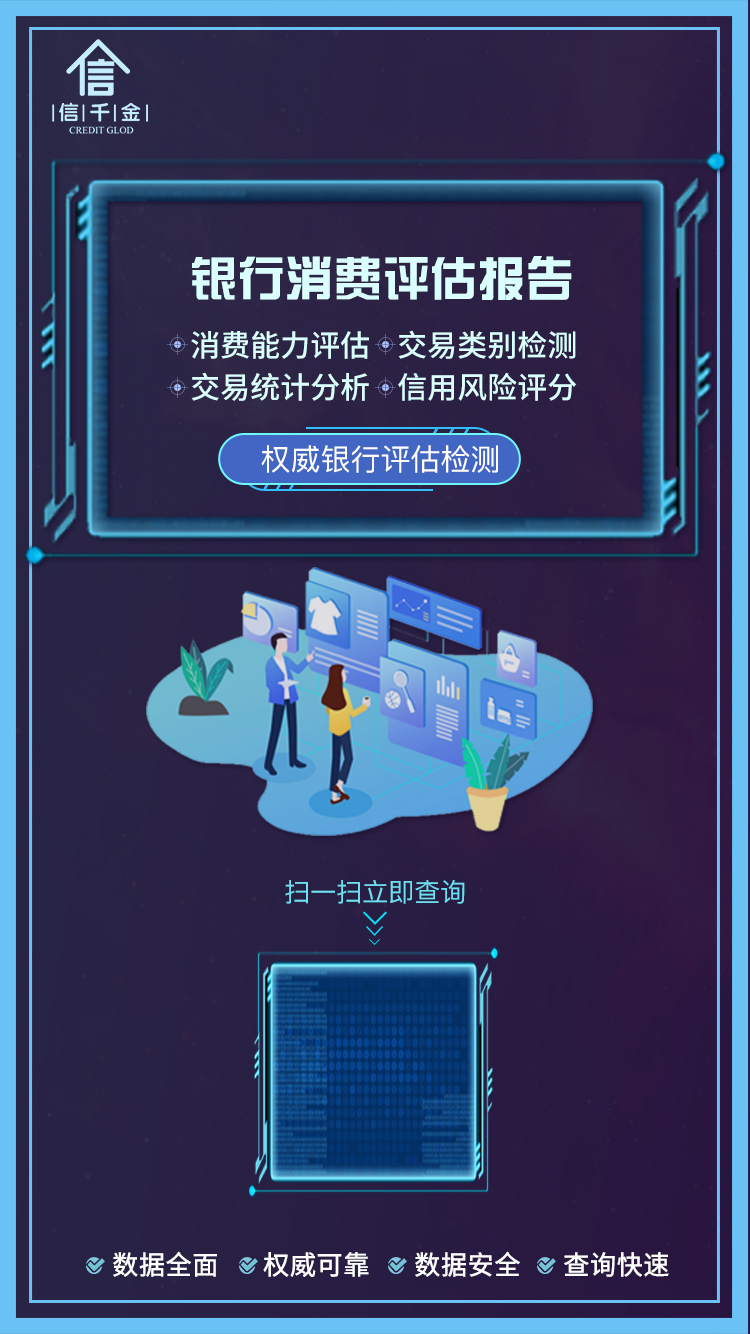 信
信 千 金
CREDIT GLOD
银行消费评估报告
消费能力评估 交易类别检测
交易统计分析 信用风险评分
权威银行评估检测
扫一扫立即查询
数据全面 权威可靠 数据安全 查询快速